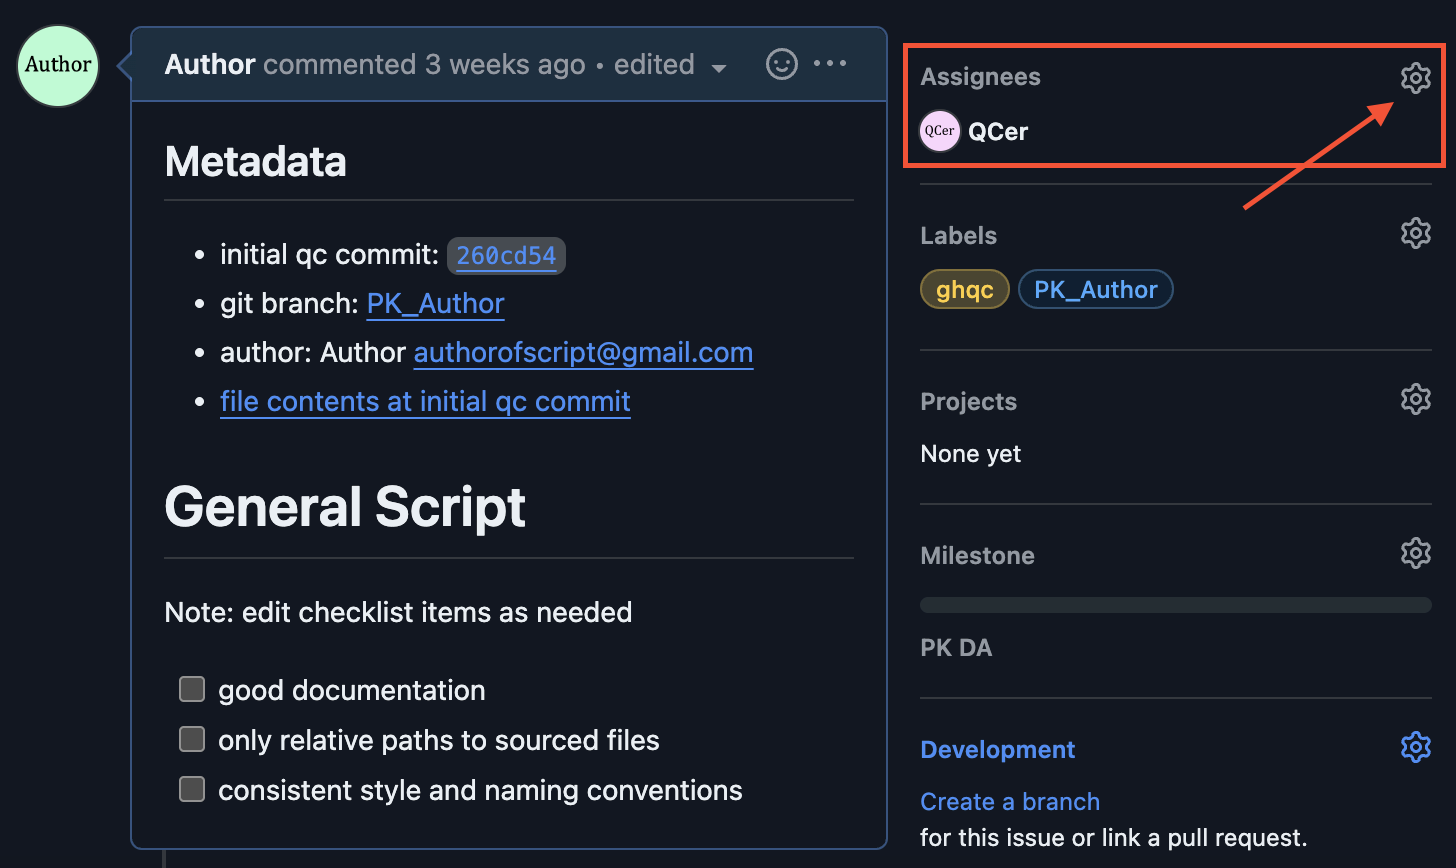 Author
Author commented 3 weeks ago • edited
Metadata
• initial qc commit: 260cd54
• git branch: PK_Author
• author: Author authorofscript@gmail.com
• file contents at initial qc commit
General Script
Note: edit checklist items as needed
good documentation
only relative paths to sourced files
consistent style and naming conventions
Assignees
QCer QCer
Labels
ghqc PK_Author
Projects
None yet
Milestone
PK DA
Development
Create a branch
for this issue or link a pull request.